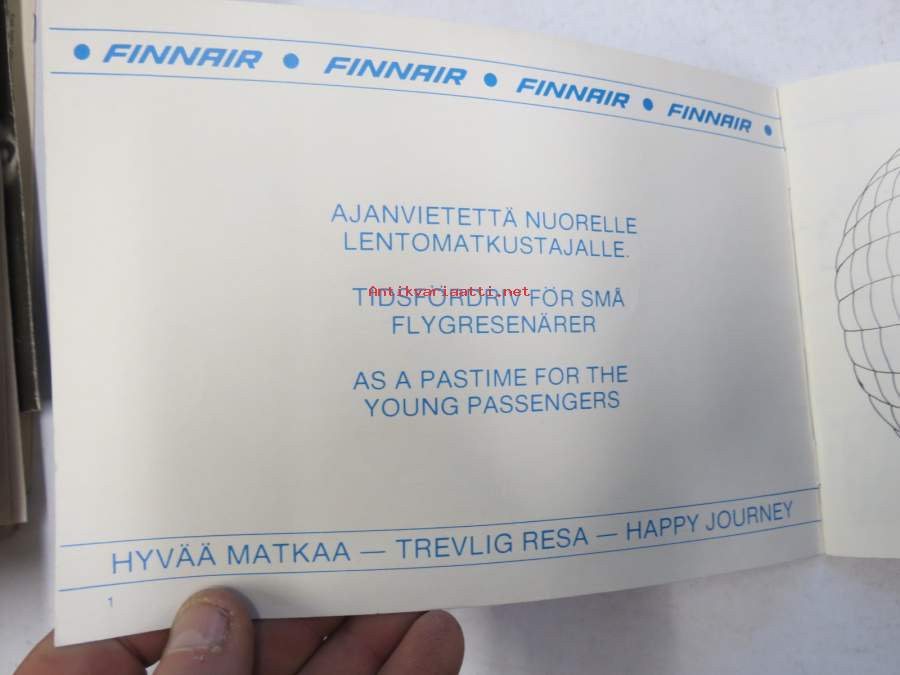 ● FINNAIR ● FINNAIR ● FINNAIR ● FINNAIR ●
AJANVIETETTÄ NUORELLE
LENTOMATKUSTAJALLE.
Antikvariaatti.net
TIDSFÖRDRIV FÖR SMÅ
FLYGRESENÄRER
AS A PASTIME FOR THE
YOUNG PASSENGERS
HYVÄÄ MATKAA — TREVLIG RESA — HAPPY JOURNEY
1